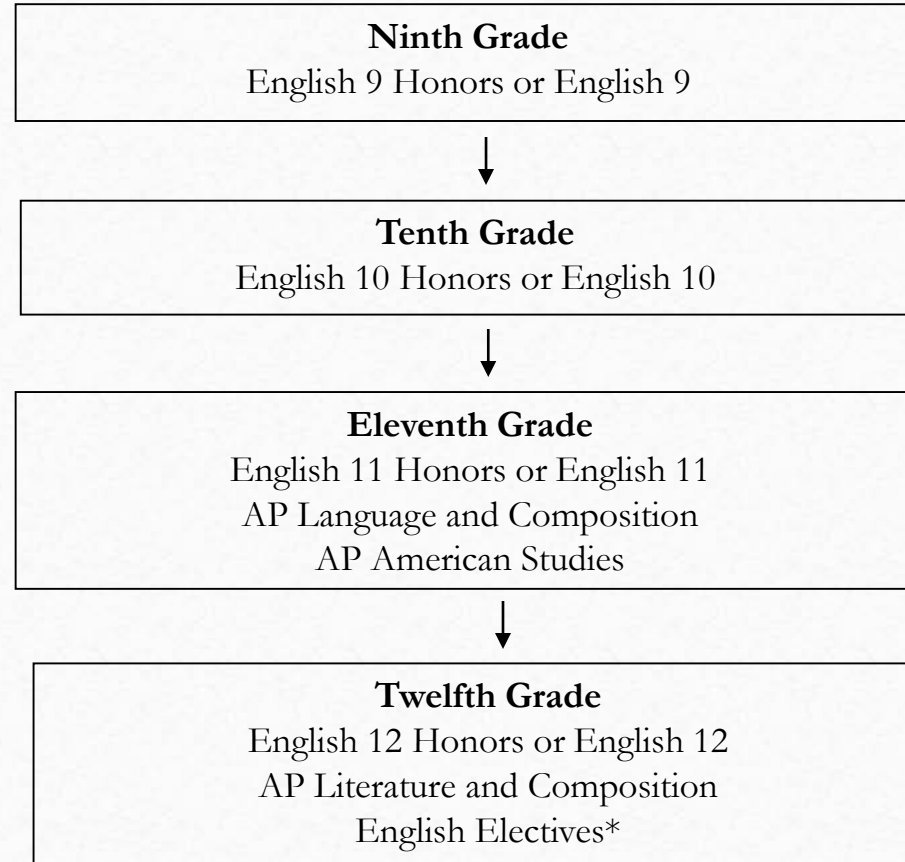 Ninth Grade
English 9 Honors or English 9
Tenth Grade
English 10 Honors or English 10
Eleventh Grade
English 11 Honors or English 11
AP Language and Composition
AP American Studies
Twelfth Grade
English 12 Honors or English 12
AP Literature and Composition
English Electives*